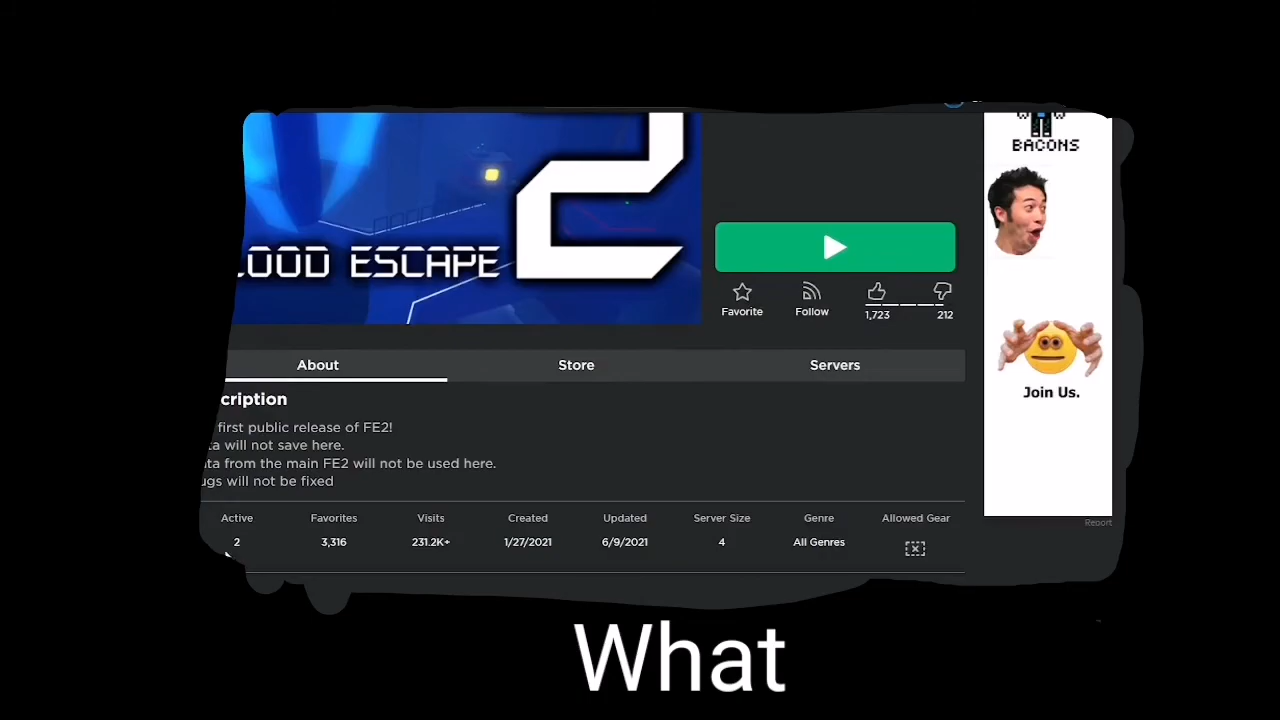 BACONS
LOOD ESCAPE 2
Favorite
Follow
1,723
212
About
Store
Servers
cription
first public release of FE2!
ta will not save here.
ata from the main FE2 will not be used here.
ugs will not be fixed
Join Us.
Report
Active
Favorites
Visits
Created
Updated
Server Size
Genre
Allowed Gear
2
3,316
231.2K+
1/27/2021
6/9/2021
4
All Genres
What